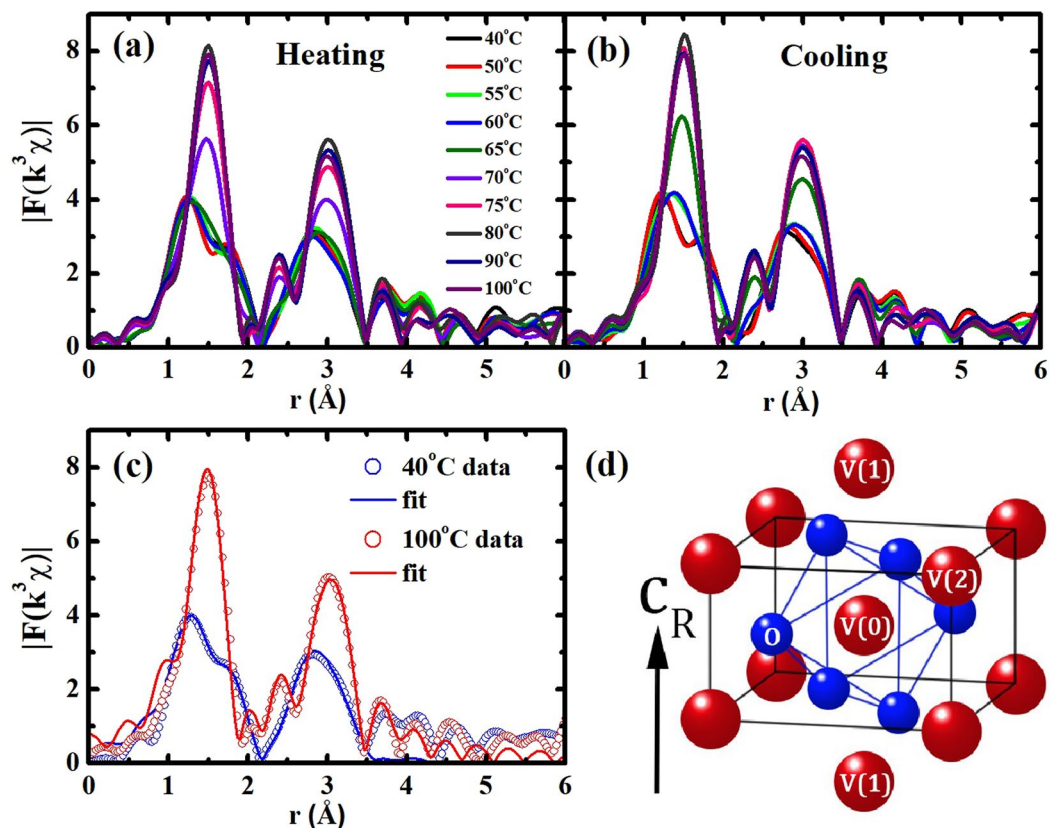 (a)
Heating
40°C
50°C
55°C
60°C
65°C
70°C
75°C
80°C
90°C
100°C
(b)
Cooling
|F(k³χ)|
8
6
4
2
0
0 1 2 3 4 5 0 1 2 3 4 5 6
r (Å)
r (Å)
(c)
40°C data
fit
100°C data
fit
|F(k³χ)|
8
6
4
2
0
0 1 2 3 4 5 6
r (Å)
(d)
V(1)
V(2)
C_R
V(0)
O
V(1)